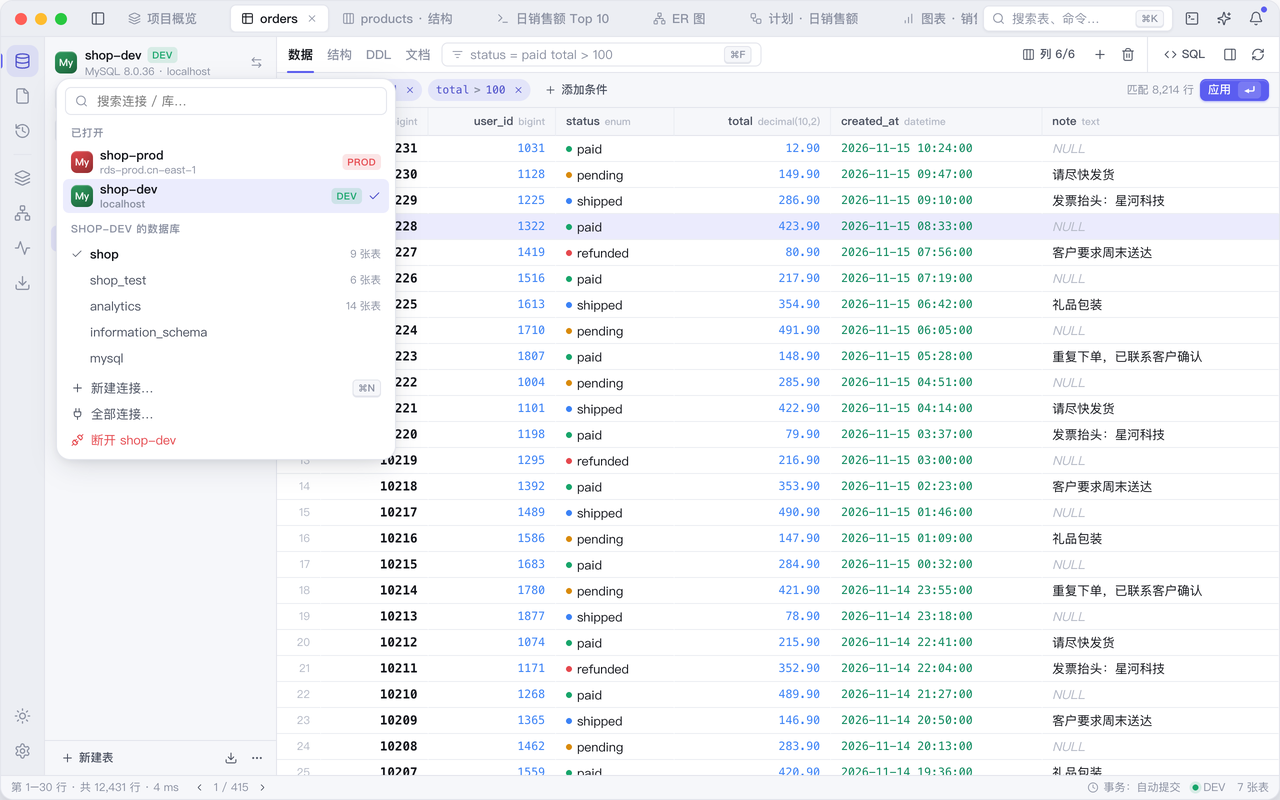 项目概览
orders ×
products · 结构
日销售额 Top 10
ER 图
计划 · 日销售额
图表 · 销
搜索表、命令… ⌘K
My shop-dev DEV
MySQL 8.0.36 · localhost
数据 结构 DDL 文档
status = paid total > 100 ⌘F
列 6/6
SQL
搜索连接 / 库…
已打开
My shop-prod PROD
rds-prod.cn-east-1
My shop-dev DEV
localhost
SHOP-DEV 的数据库
shop 9 张表
shop_test 6 张表
analytics 14 张表
information_schema
mysql
新建连接… ⌘N
全部连接…
断开 shop-dev
× total > 100 × + 添加条件
匹配 8,214 行 应用
bigint user_id bigint status enum total decimal(10,2) created_at datetime note text
231 1031 paid 12.90 2026-11-15 10:24:00 NULL
230 1128 pending 149.90 2026-11-15 09:47:00 请尽快发货
229 1225 shipped 286.90 2026-11-15 09:10:00 发票抬头：星河科技
228 1322 paid 423.90 2026-11-15 08:33:00 NULL
227 1419 refunded 80.90 2026-11-15 07:56:00 客户要求周末送达
226 1516 paid 217.90 2026-11-15 07:19:00 NULL
225 1613 shipped 354.90 2026-11-15 06:42:00 礼品包装
224 1710 pending 491.90 2026-11-15 06:05:00 NULL
223 1807 paid 148.90 2026-11-15 05:28:00 重复下单，已联系客户确认
222 1004 pending 285.90 2026-11-15 04:51:00 NULL
221 1101 shipped 422.90 2026-11-15 04:14:00 请尽快发货
220 1198 paid 79.90 2026-11-15 03:37:00 发票抬头：星河科技
13 10219 1295 refunded 216.90 2026-11-15 03:00:00 NULL
14 10218 1392 paid 353.90 2026-11-15 02:23:00 客户要求周末送达
15 10217 1489 shipped 490.90 2026-11-15 01:46:00 NULL
16 10216 1586 pending 147.90 2026-11-15 01:09:00 礼品包装
17 10215 1683 paid 284.90 2026-11-15 00:32:00 NULL
18 10214 1780 pending 421.90 2026-11-14 23:55:00 重复下单，已联系客户确认
19 10213 1877 shipped 78.90 2026-11-14 23:18:00 NULL
20 10212 1074 paid 215.90 2026-11-14 22:41:00 请尽快发货
21 10211 1171 refunded 352.90 2026-11-14 22:04:00 发票抬头：星河科技
22 10210 1268 paid 489.90 2026-11-14 21:27:00 NULL
23 10209 1365 shipped 146.90 2026-11-14 20:50:00 客户要求周末送达
24 10208 1462 pending 283.90 2026-11-14 20:13:00 NULL
25 10207 1559 paid 420.90 2026-11-14 19:36:00 礼品包装
+ 新建表 ···
第 1–30 行 · 共 12,431 行 · 4 ms ‹ 1 / 415 ›
事务：自动提交 DEV 7 张表